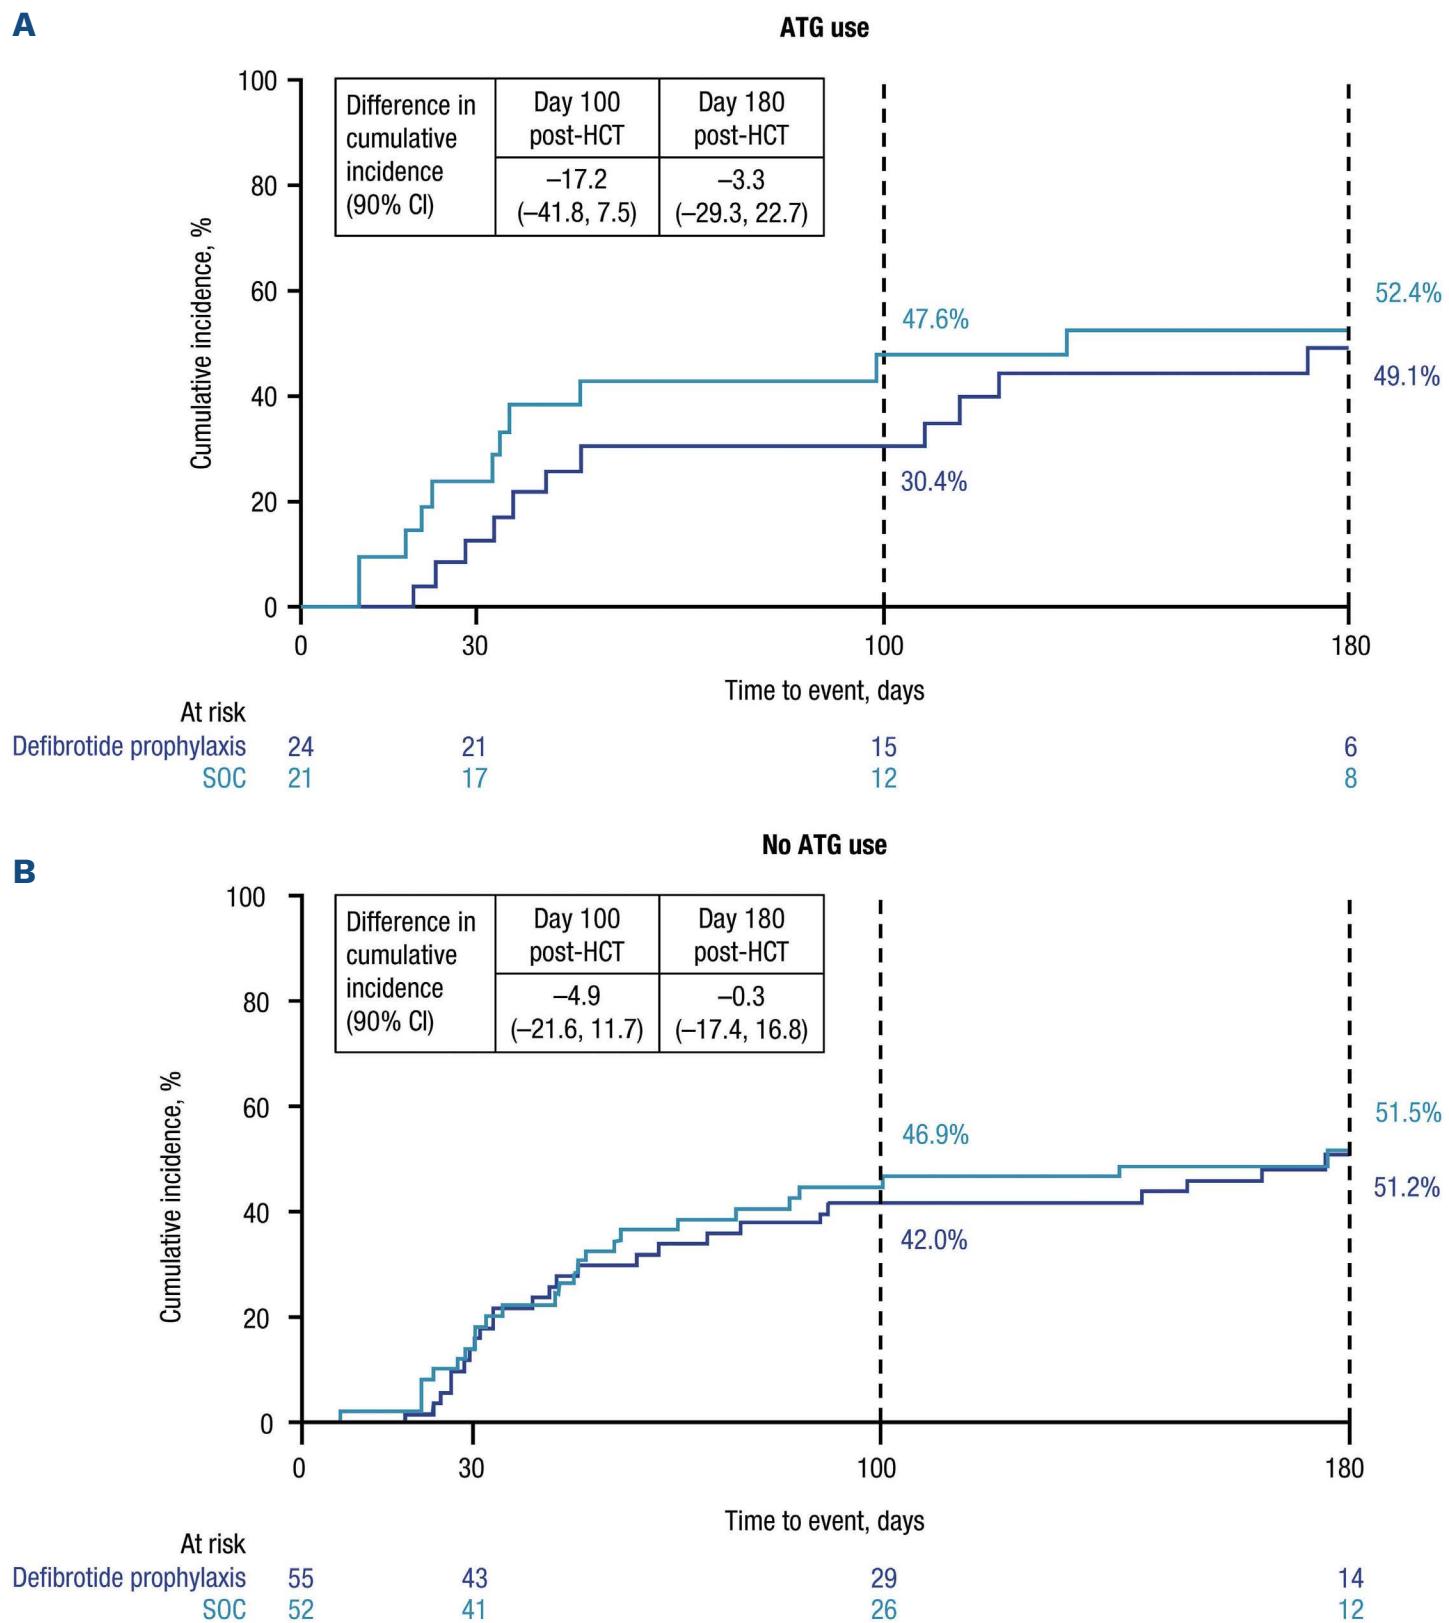 A
ATG use
100
80
60
40
20
0
Cumulative incidence, %
Difference in
cumulative
incidence
(90% CI)
Day 100
post-HCT
Day 180
post-HCT
–17.2
(–41.8, 7.5)
–3.3
(–29.3, 22.7)
47.6%
30.4%
52.4%
49.1%
0 30 100 180
Time to event, days
At risk
Defibrotide prophylaxis 24 21 15 6
SOC 21 17 12 8
B
No ATG use
100
80
60
40
20
0
Cumulative incidence, %
Difference in
cumulative
incidence
(90% CI)
Day 100
post-HCT
Day 180
post-HCT
–4.9
(–21.6, 11.7)
–0.3
(–17.4, 16.8)
46.9%
42.0%
51.5%
51.2%
0 30 100 180
Time to event, days
At risk
Defibrotide prophylaxis 55 43 29 14
SOC 52 41 26 12